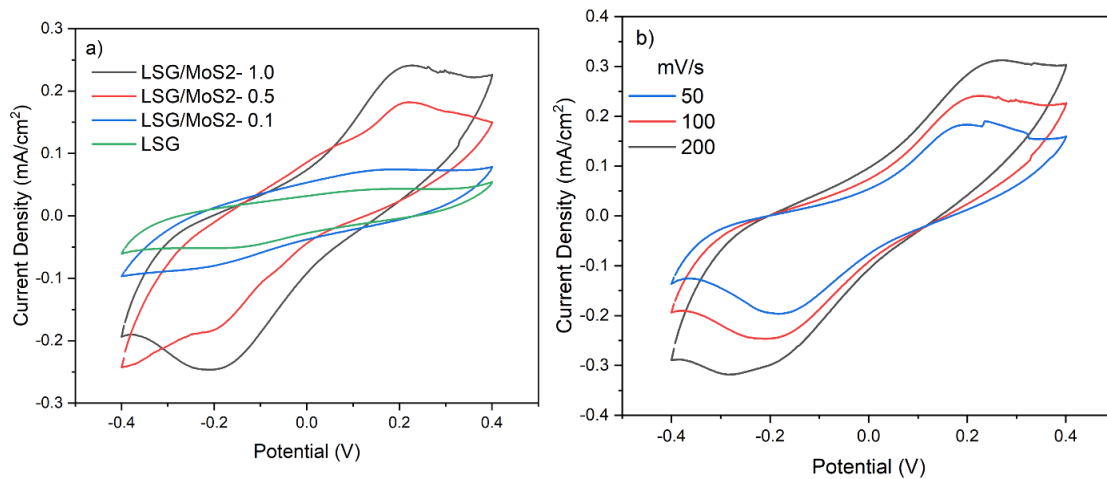 a)
LSG/MoS2- 1.0
LSG/MoS2- 0.5
LSG/MoS2- 0.1
LSG
0.3
0.2
0.1
0.0
-0.1
-0.2
-0.3
Current Density (mA/cm²)
-0.4
-0.2
0.0
0.2
0.4
Potential (V)
b)
mV/s
50
100
200
0.4
0.3
0.2
0.1
0.0
-0.1
-0.2
-0.3
-0.4
Current Density (mA/cm²)
-0.4
-0.2
0.0
0.2
0.4
Potential (V)